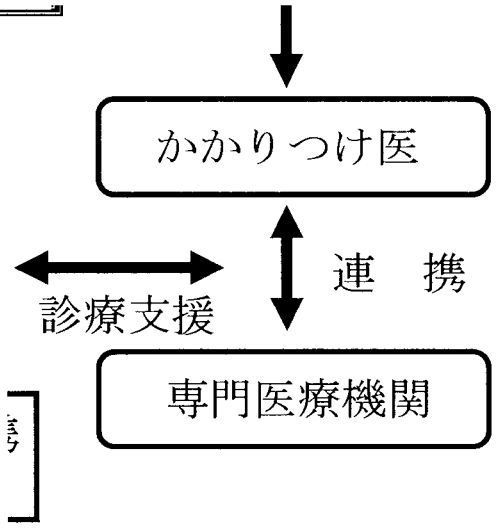 かかりつけ医
連　携
診療支援
専門医療機関